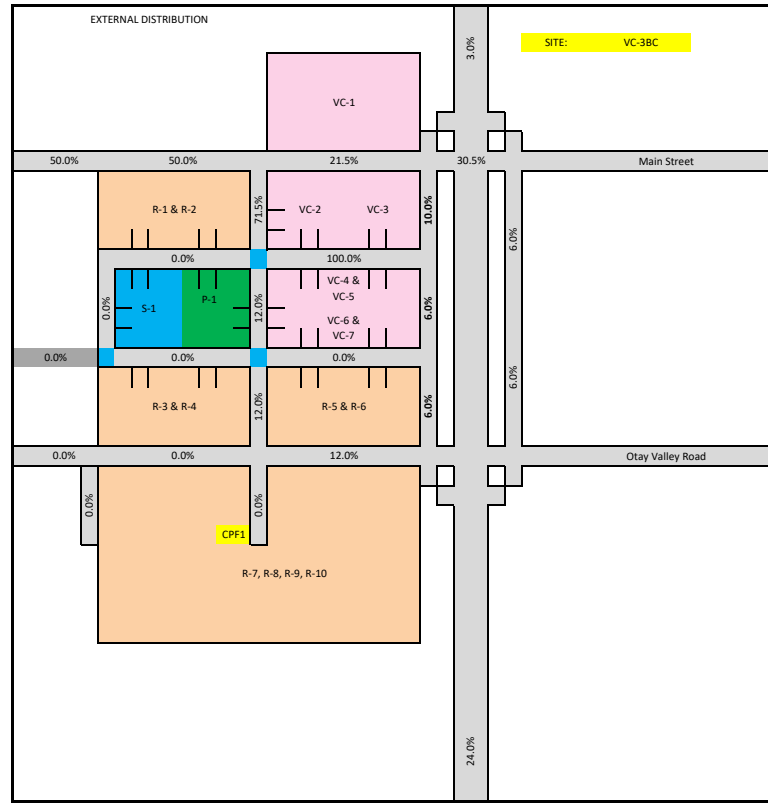 EXTERNAL DISTRIBUTION
SITE: VC-3BC
3.0%
VC-1
50.0% 50.0% 21.5% 30.5% Main Street
R-1 & R-2
71.5%
VC-2 VC-3
10.0%
6.0%
0.0% 100.0%
0.0%
S-1
P-1
12.0%
VC-4 &
VC-5
VC-6 &
VC-7
6.0%
0.0% 0.0% 0.0%
6.0%
R-3 & R-4
12.0%
R-5 & R-6
6.0%
0.0% 0.0% 12.0% Otay Valley Road
0.0%
0.0%
CPF1
R-7, R-8, R-9, R-10
24.0%